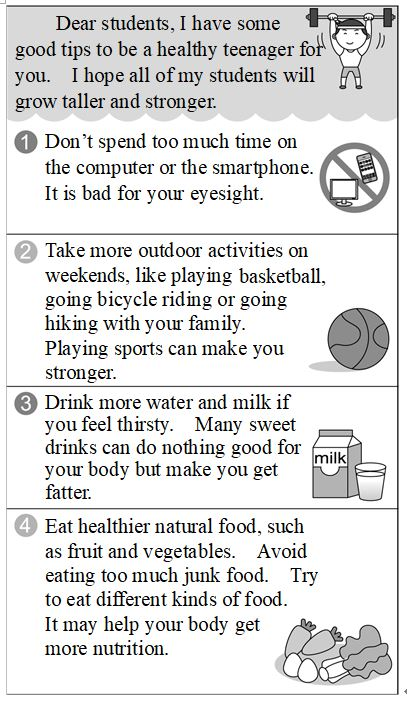 Dear students, I have some
good tips to be a healthy teenager for
you. I hope all of my students will
grow taller and stronger.
1 Don't spend too much time on
the computer or the smartphone.
It is bad for your eyesight.
2 Take more outdoor activities on
weekends, like playing basketball,
going bicycle riding or going
hiking with your family.
Playing sports can make you
stronger.
3 Drink more water and milk if
you feel thirsty. Many sweet
drinks can do nothing good for
your body but make you get
fatter.
milk
4 Eat healthier natural food, such
as fruit and vegetables. Avoid
eating too much junk food. Try
to eat different kinds of food.
It may help your body get
more nutrition.